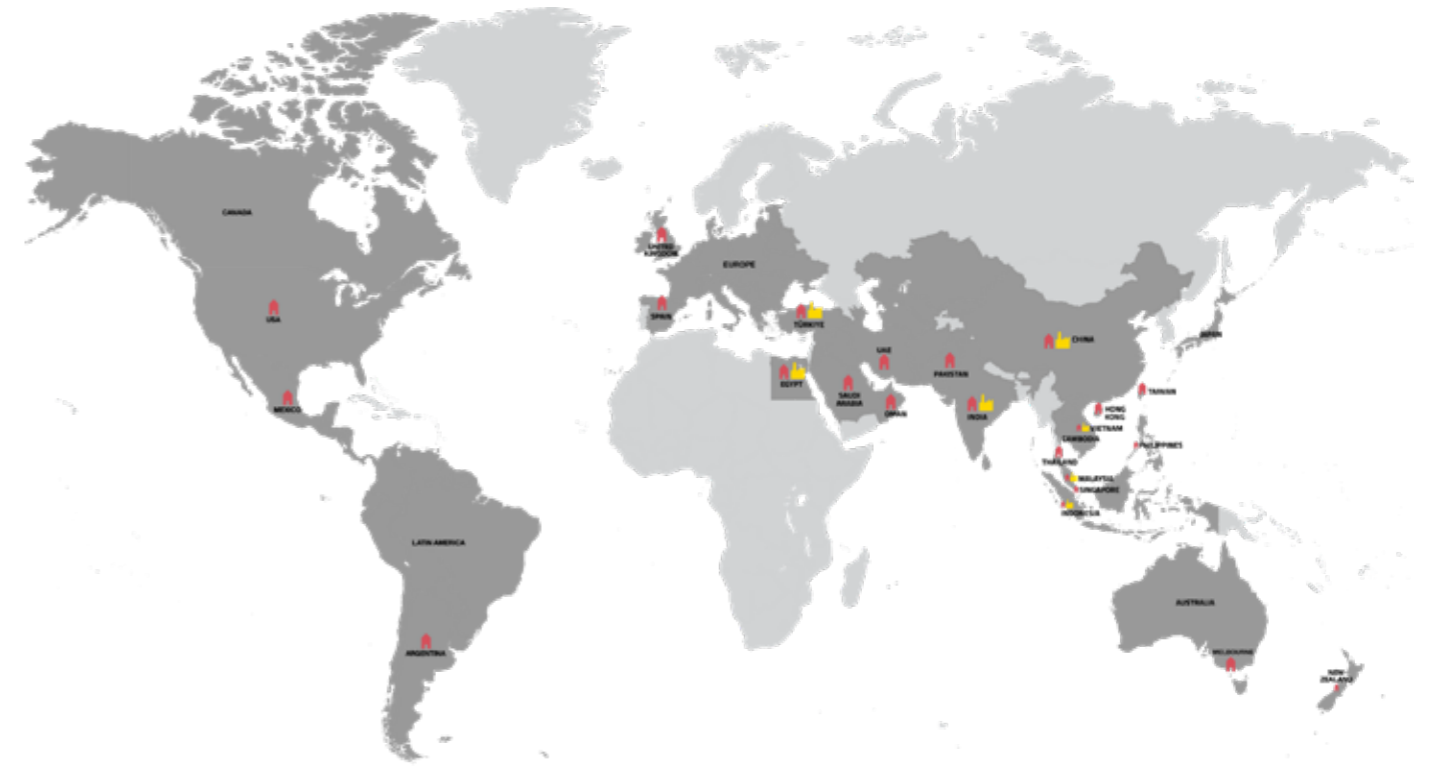 CANADA
USA
MEXICO
LATIN AMERICA
ARGENTINA
UNITED
KINGDOM
EUROPE
SPAIN
TÜRKIYE
EGYPT
UAE
SAUDI
ARABIA
OMAN
PAKISTAN
INDIA
CHINA
JAPAN
TAIWAN
HONG
KONG
VIETNAM
CAMBODIA
PHILIPPINES
THAILAND
MALAYSIA
SINGAPORE
INDONESIA
AUSTRALIA
MELBOURNE
NEW
ZEALAND